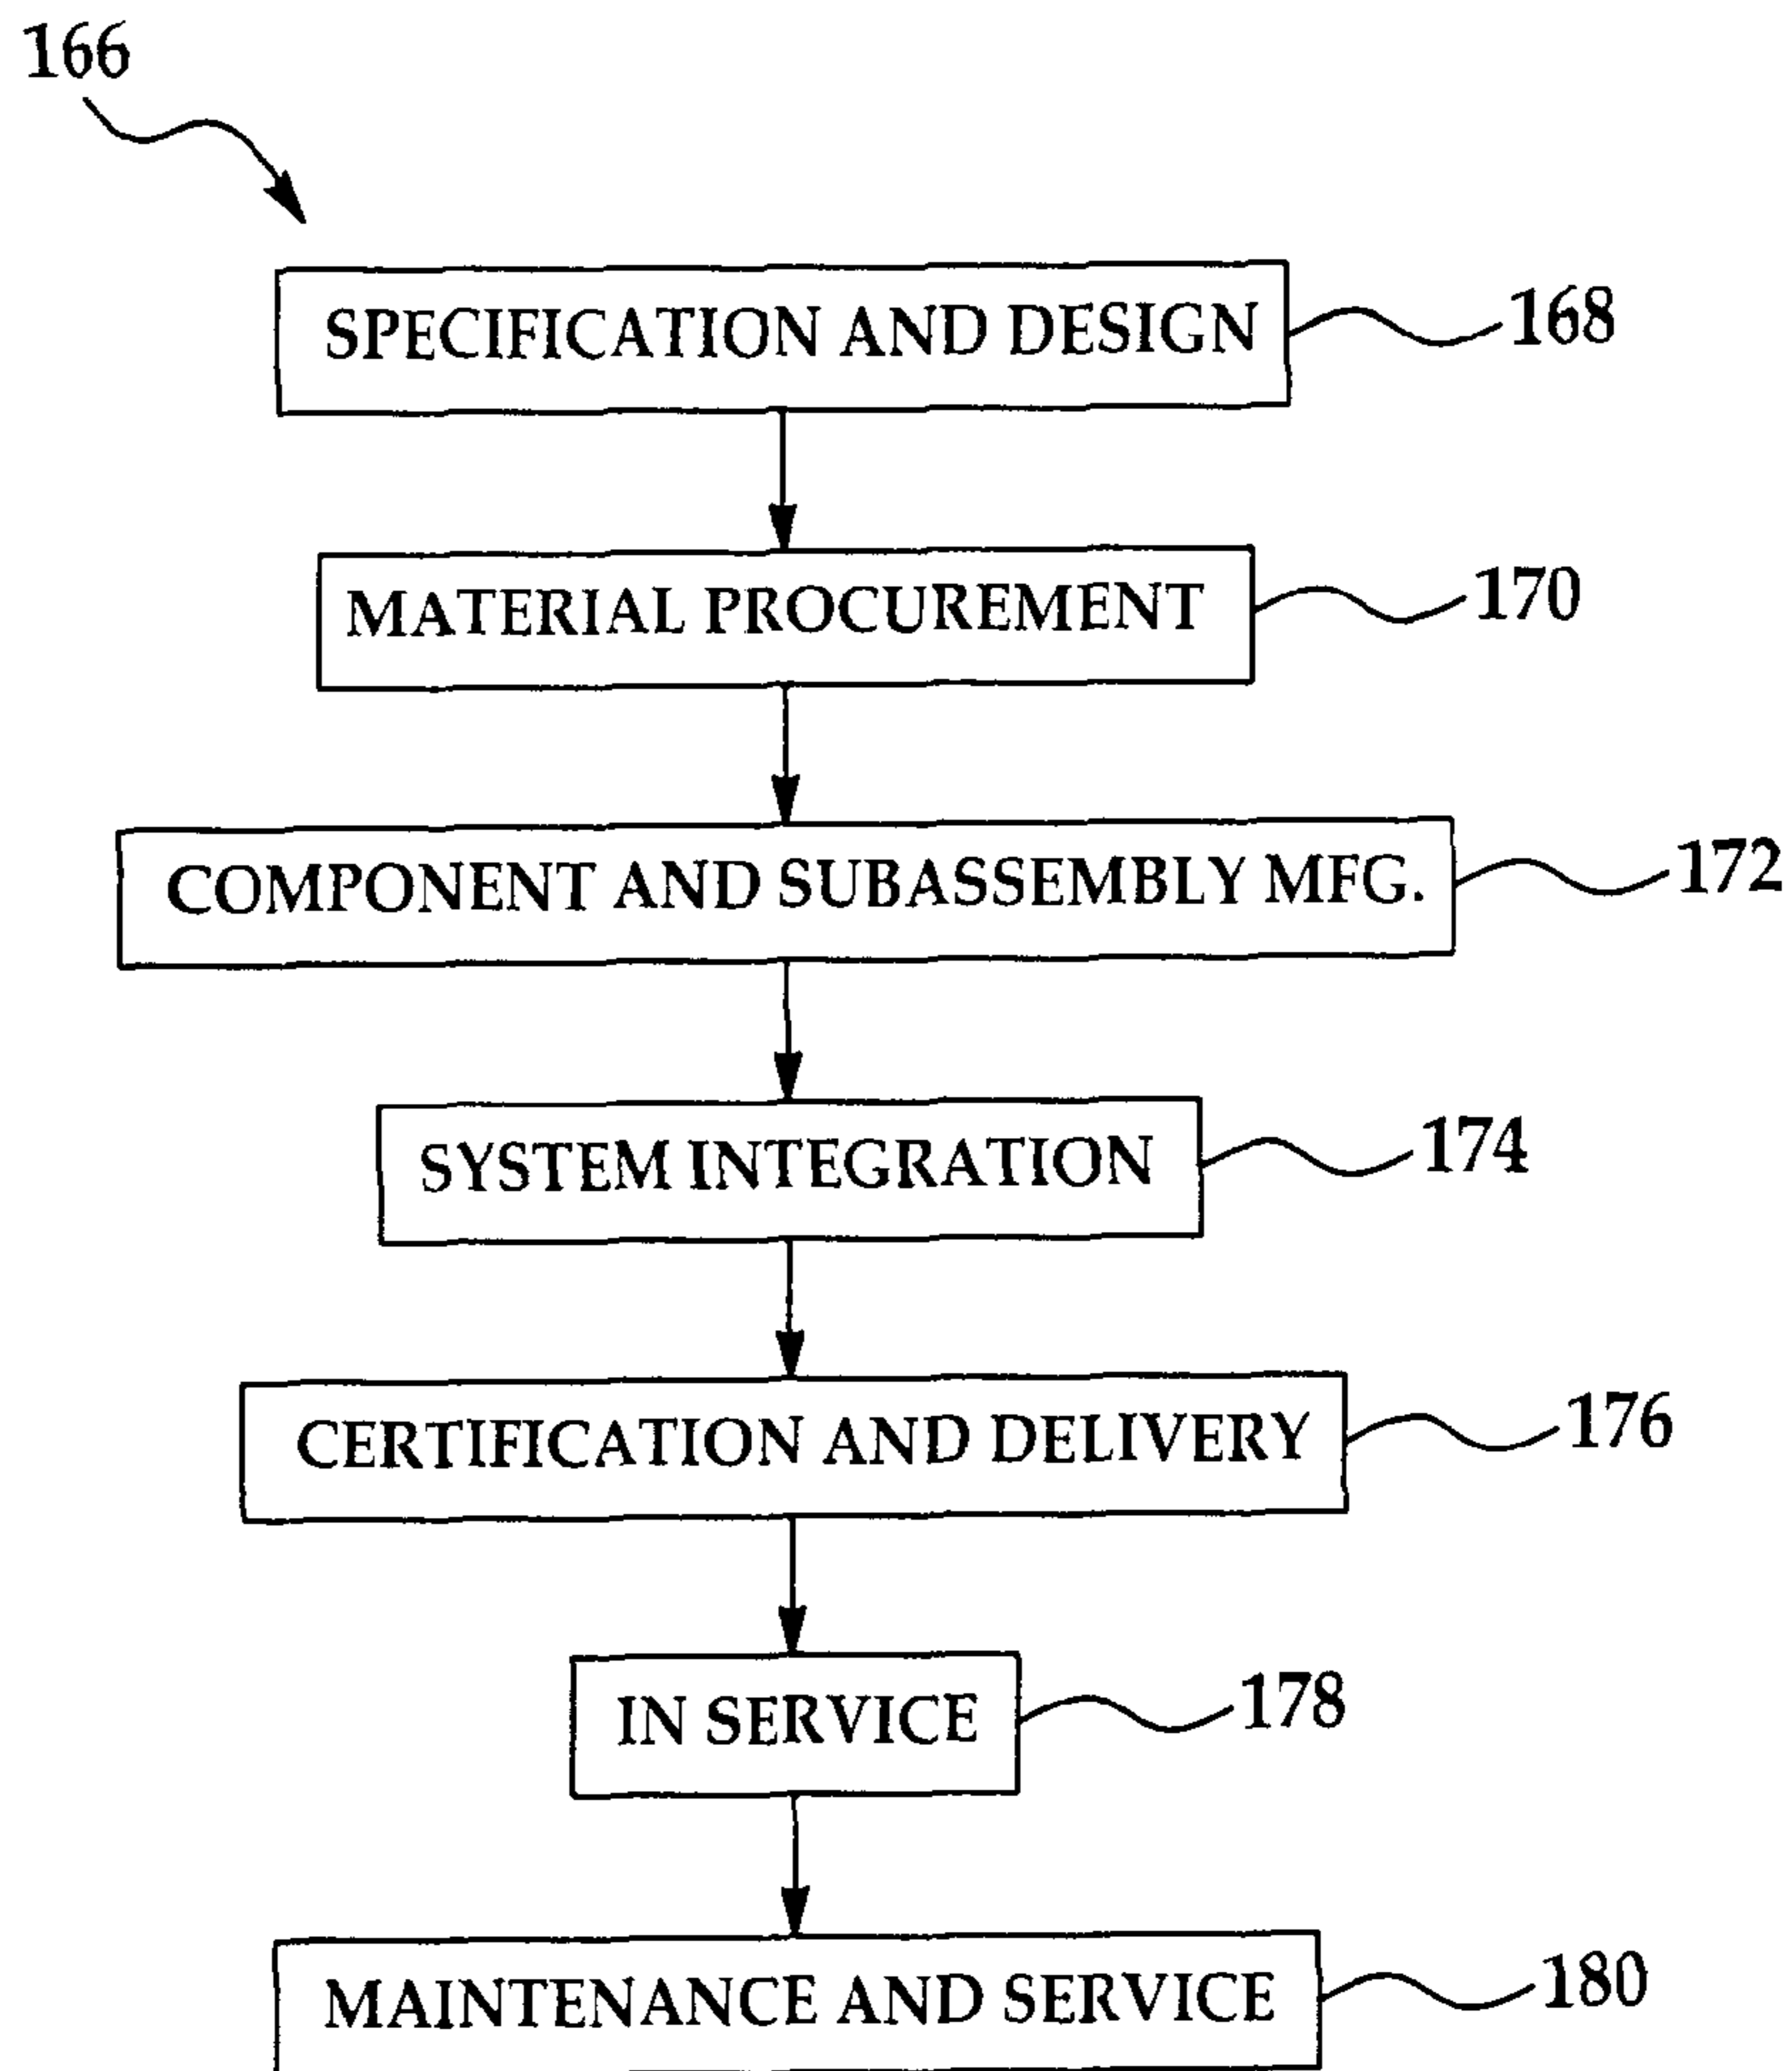 166
SPECIFICATION AND DESIGN 168
MATERIAL PROCUREMENT 170
COMPONENT AND SUBASSEMBLY MFG. 172
SYSTEM INTEGRATION 174
CERTIFICATION AND DELIVERY 176
IN SERVICE 178
MAINTENANCE AND SERVICE 180